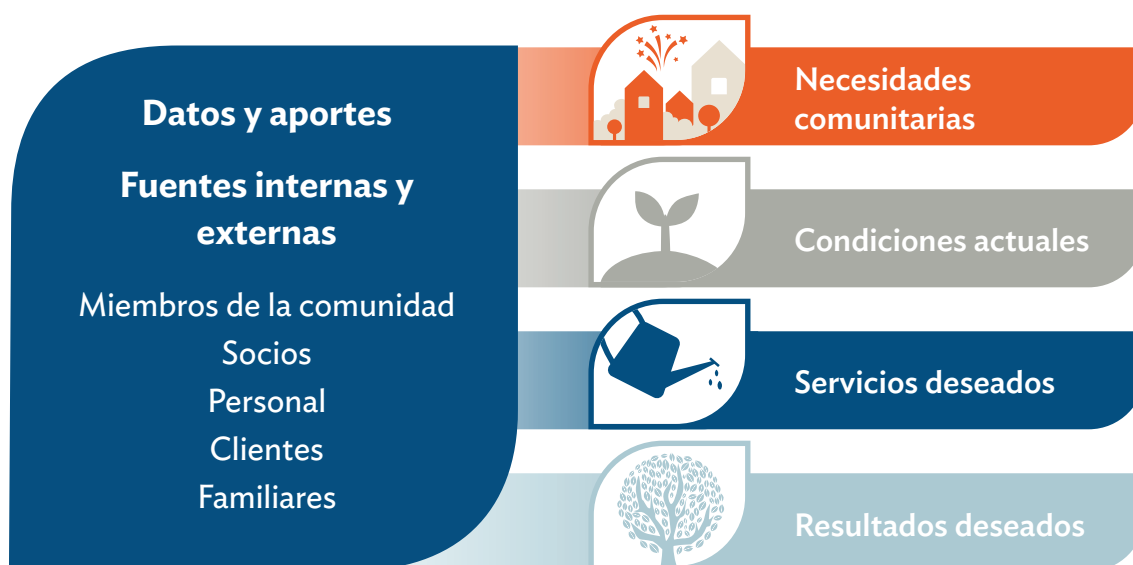 Datos y aportes
Fuentes internas y
externas
Miembros de la comunidad
Socios
Personal
Clientes
Familiares
Necesidades
comunitarias
Condiciones actuales
Servicios deseados
Resultados deseados